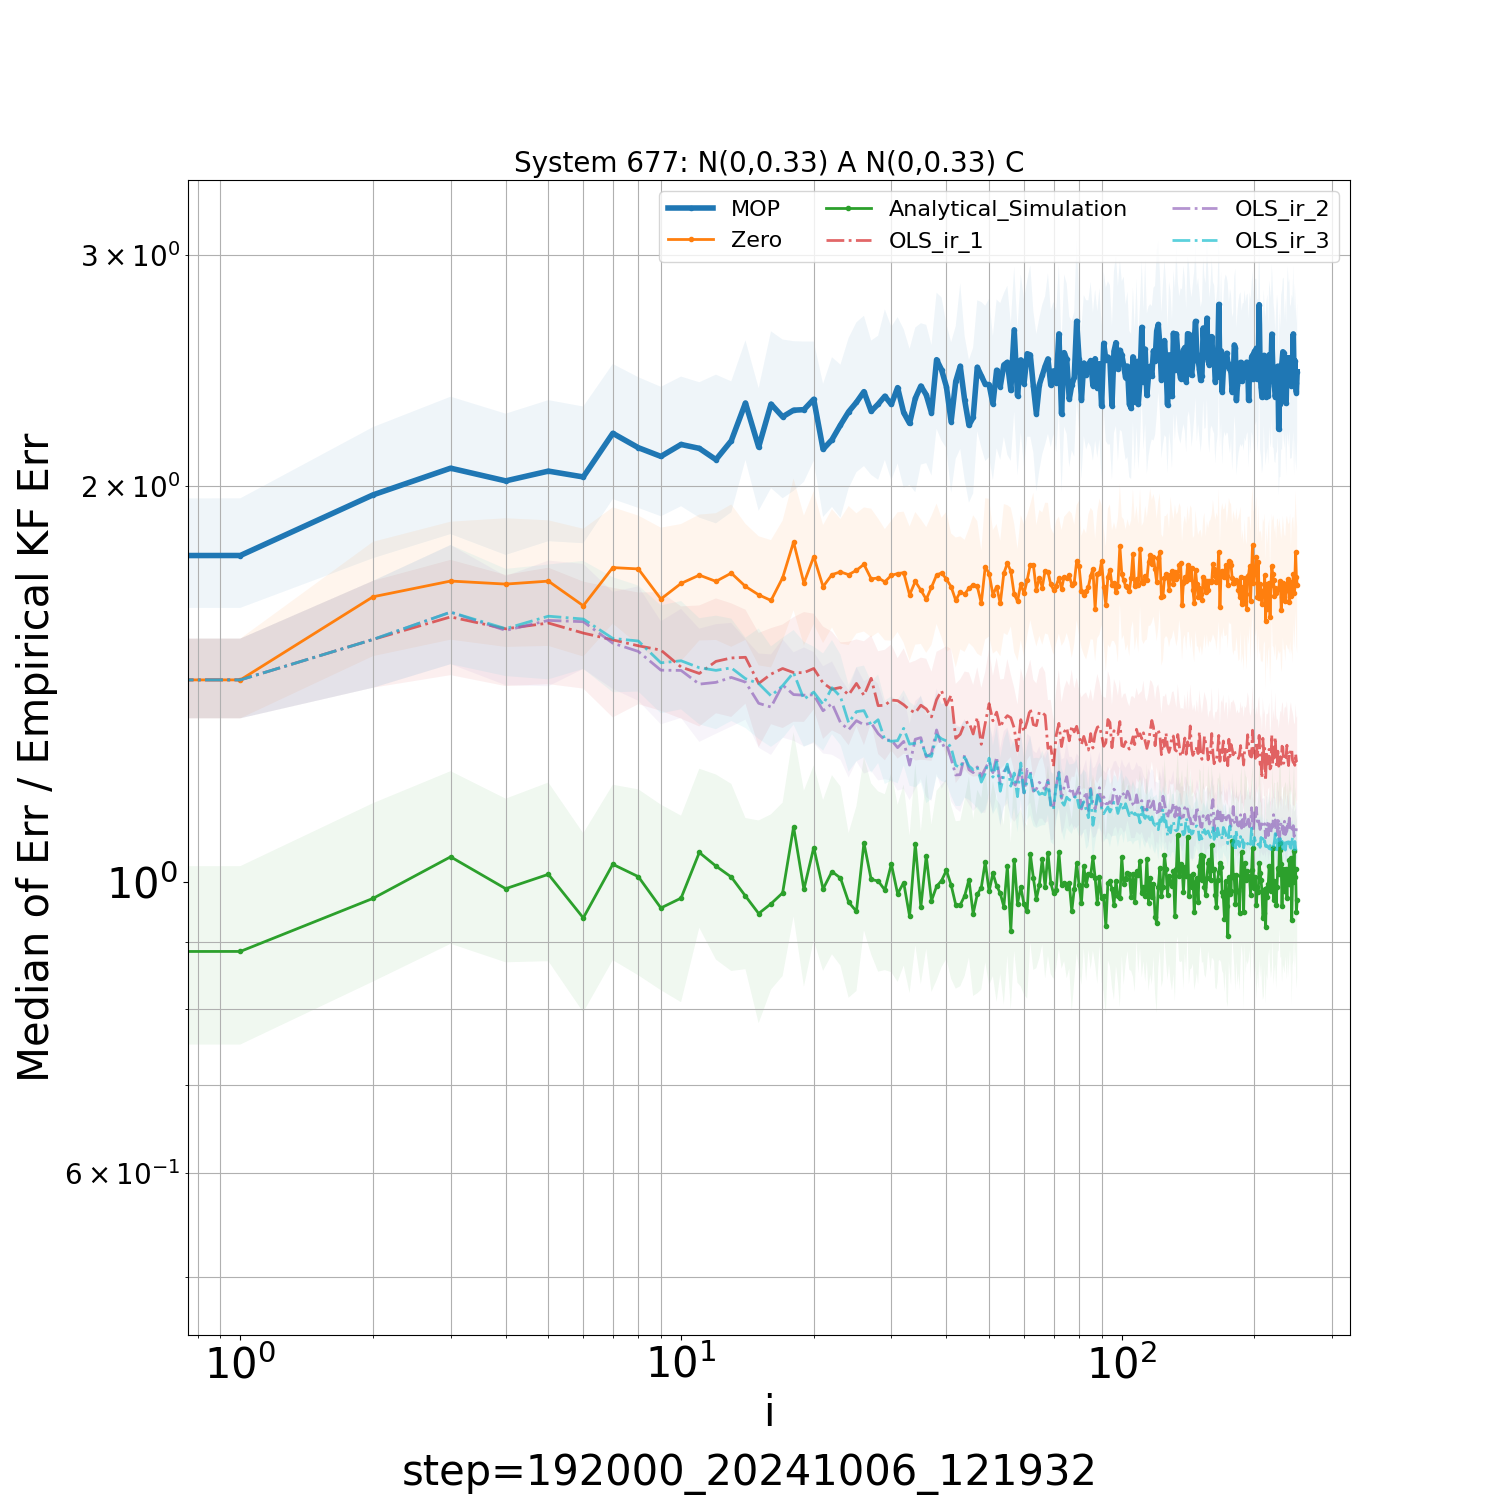 System 677: N(0,0.33) A N(0,0.33) C
MOP
Zero
Analytical_Simulation
OLS_ir_1
OLS_ir_2
OLS_ir_3
Median of Err / Empirical KF Err
3 × 10⁰
2 × 10⁰
10⁰
6 × 10⁻¹
10⁰ 10¹ 10²
i
step=192000_20241006_121932